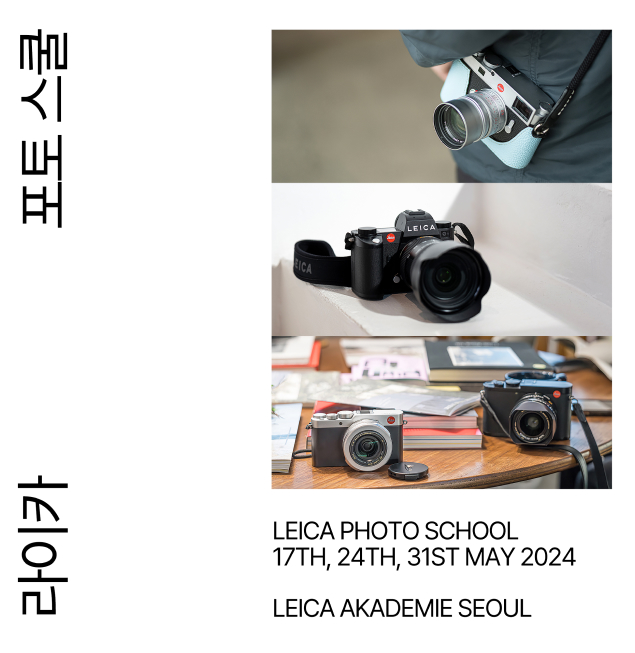 라이카
포토 스쿨
LEICA
LEICA
LEICA PHOTO SCHOOL
17TH, 24TH, 31ST MAY 2024
LEICA AKADEMIE SEOUL